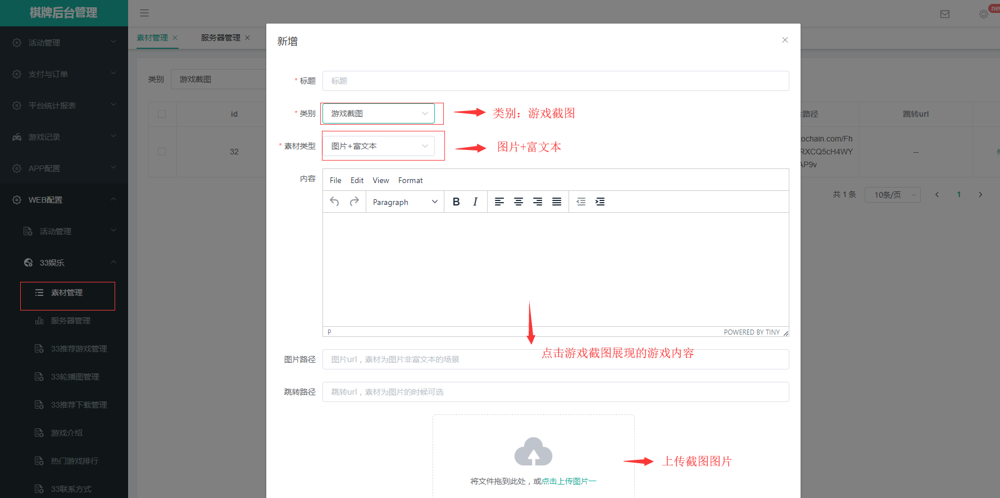 棋牌后台管理
new
素材管理
服务器管理
活动管理
支付与订单
平台统计报表
游戏记录
APP配置
WEB配置
活动管理
33娱乐
素材管理
服务器管理
33推荐游戏管理
33轮播图管理
33推荐下载管理
游戏介绍
热门游戏排行
33联系方式
类别
游戏截图
id
32
新增
* 标题
标题
* 类别
游戏截图
类别：游戏截图
* 素材类型
图片+富文本
图片+富文本
内容
File Edit View Format
Paragraph B I
P
POWERED BY TINY
点击游戏截图展现的游戏内容
图片路径
图片url，素材为图片非富文本的场景
跳转路径
跳转url，素材为图片的时候可选
上传截图图片
将文件拖到此处，或点击上传图片一
路径
跳转url
ochain.com/Fh
RXCQ5cH4WY
AP9v
--
共 1 条
10条/页
1